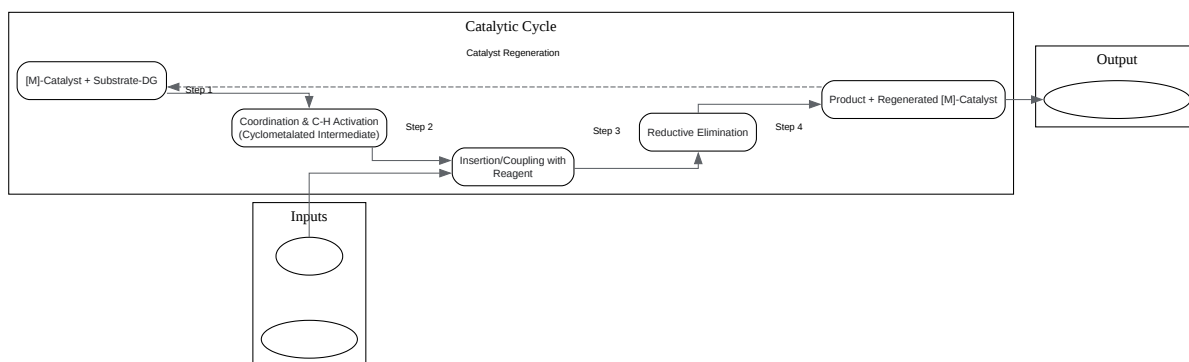 Catalytic Cycle
Catalyst Regeneration
[M]-Catalyst + Substrate-DG
Step 1
Coordination & C-H Activation
(Cyclometalated Intermediate)
Step 2
Insertion/Coupling with
Reagent
Step 3
Reductive Elimination
Step 4
Product + Regenerated [M]-Catalyst
Output
Inputs